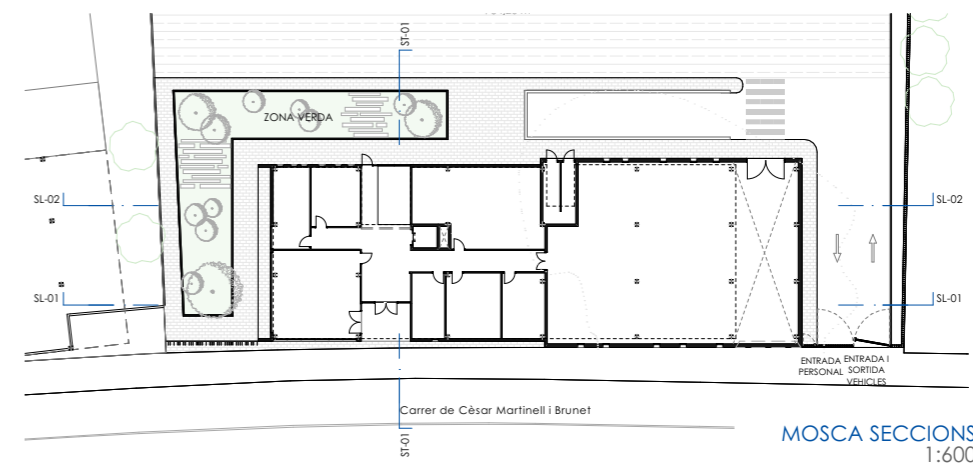 ST-01
ZONA VERDA
SL-02
SL-02
SL-01
SL-01
ENTRADA
PERSONAL
ENTRADA I
SORTIDA
VEHICLES
Carrer de Cèsar Martinell i Brunet
ST-01
MOSCA SECCIONS
1:600